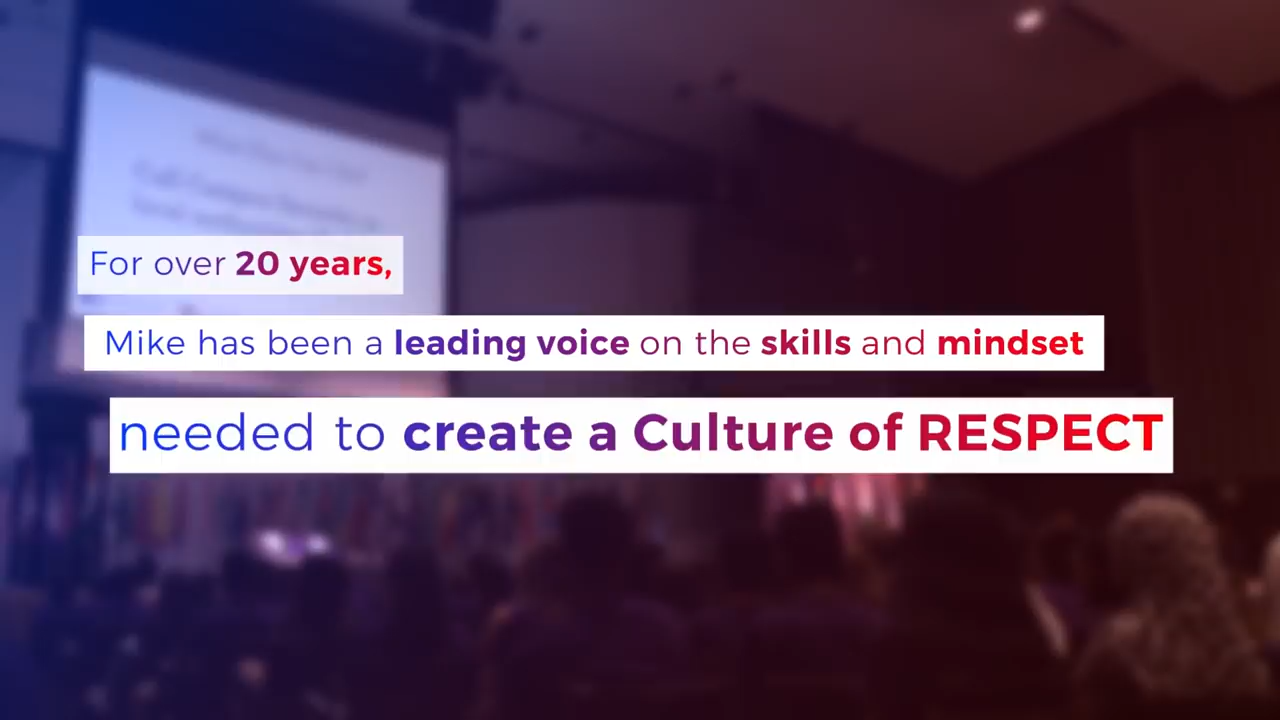 For over 20 years,
Mike has been a leading voice on the skills and mindset
needed to create a Culture of RESPECT